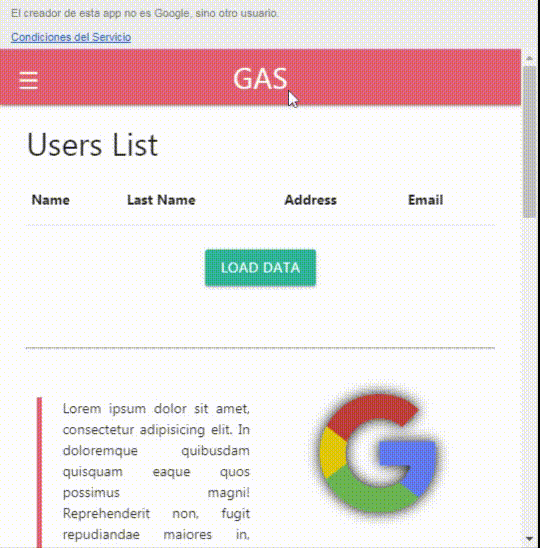 El creador de esta app no es Google, sino otro usuario.
Condiciones del Servicio
☰ GAS
Users List
Name Last Name Address Email
LOAD DATA
Lorem ipsum dolor sit amet,
consectetur adipisicing elit. In
doloremque quibusdam
quisquam eaque quos
possimus magni!
Reprehenderit non, fugit
repudiandae maiores in,